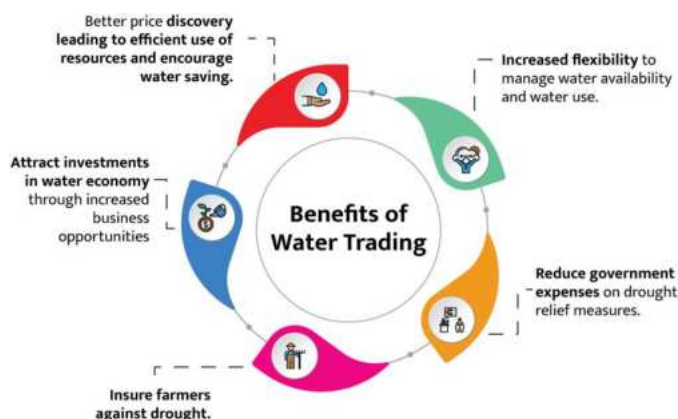 Better price discovery
leading to efficient use of
resources and encourage
water saving.
Increased flexibility to
manage water availability
and water use.
Attract investments
in water economy
through increased
business
opportunities
Benefits of
Water Trading
Reduce government
expenses on drought
relief measures.
Insure farmers
against drought.